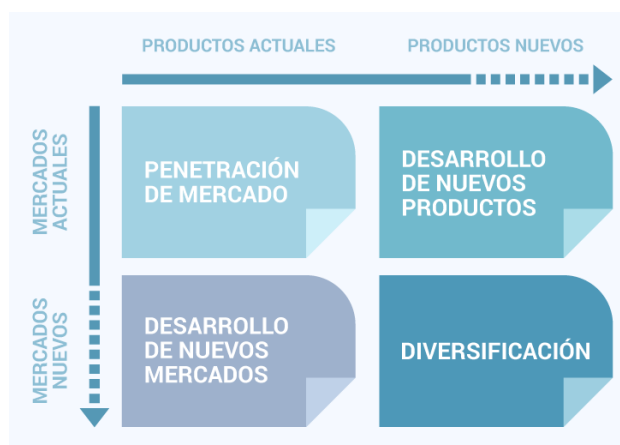 PRODUCTOS ACTUALES
PRODUCTOS NUEVOS
MERCADOS
ACTUALES
PENETRACIÓN
DE MERCADO
DESARROLLO
DE NUEVOS
PRODUCTOS
MERCADOS
NUEVOS
DESARROLLO
DE NUEVOS
MERCADOS
DIVERSIFICACIÓN